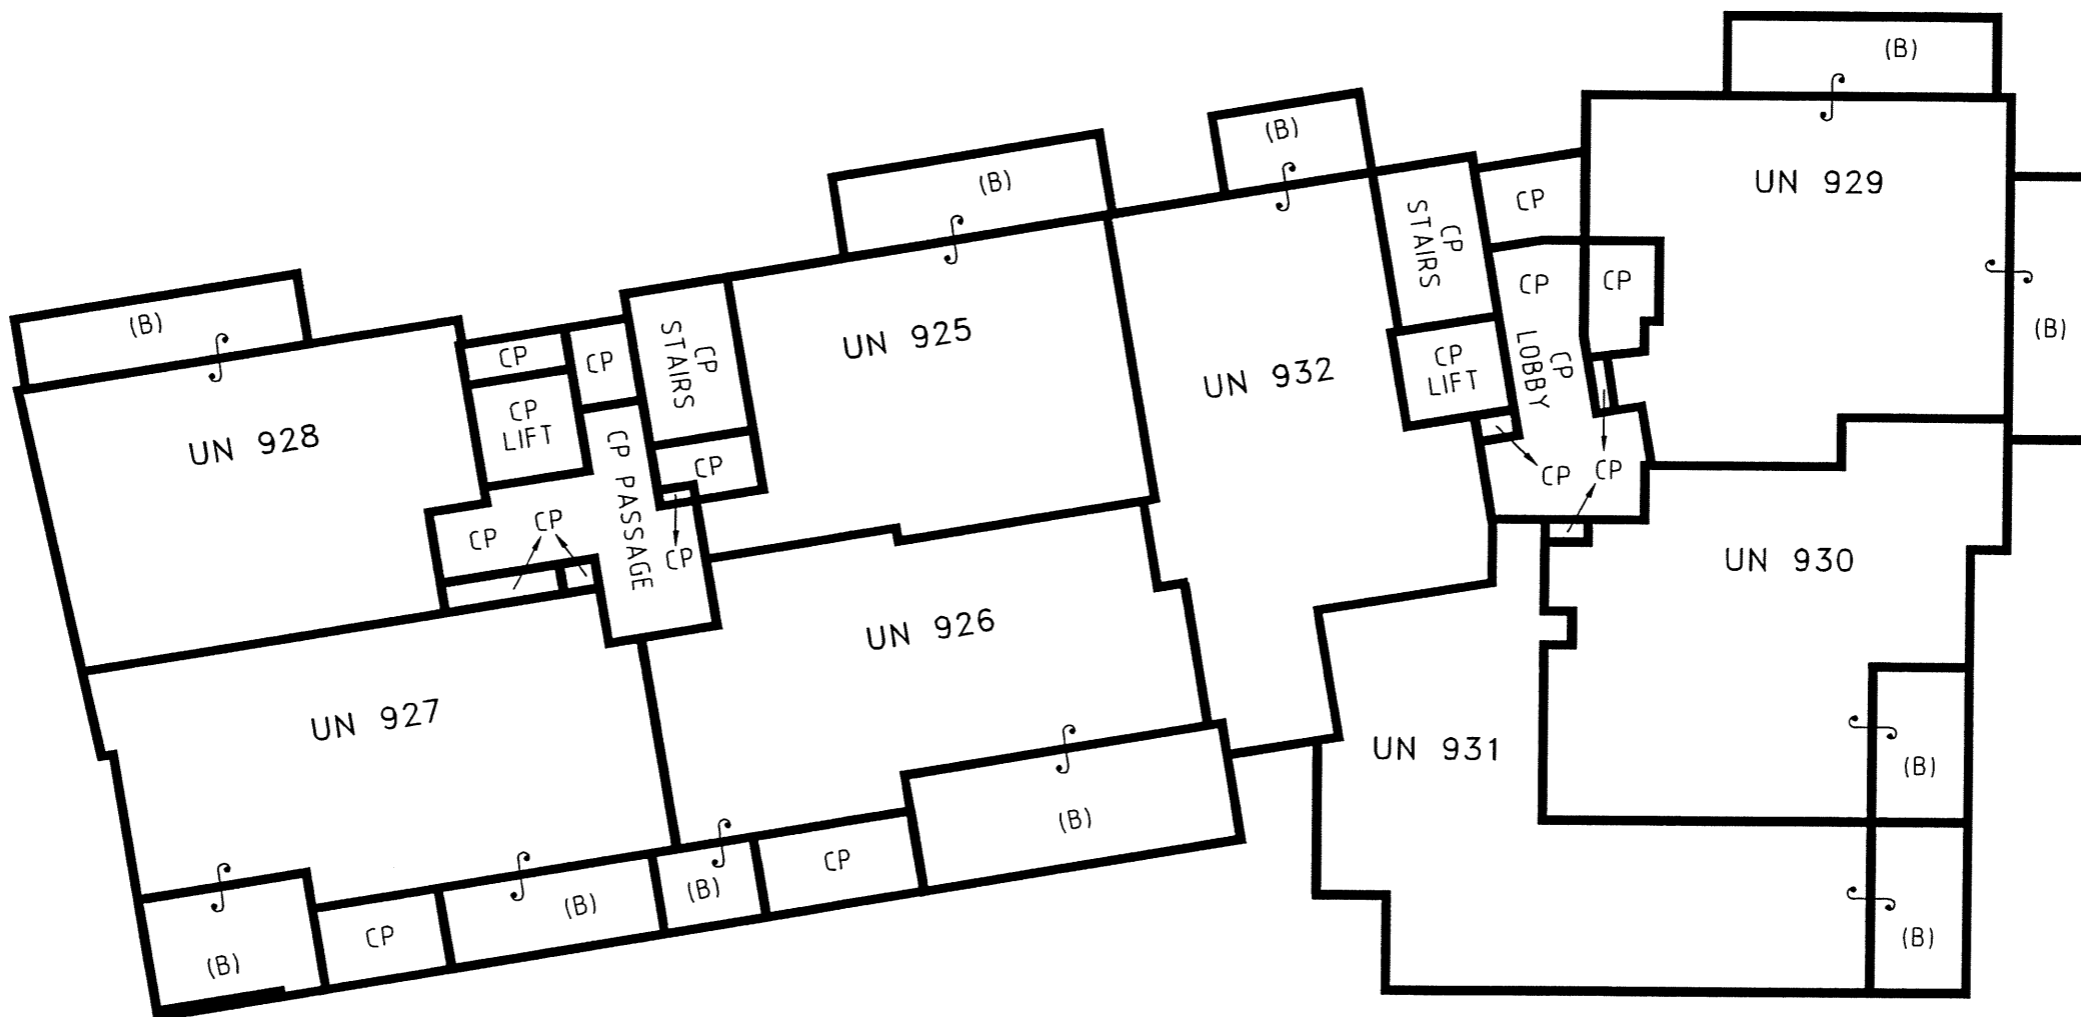 (B)
(B)
(B)
UN 929
CP
CP
STAIRS
CP
CP
(B)
(B)
UN 925
CP
STAIRS
CP
CP
UN 932
CP
LIFT
CP
LOBBY
UN 928
CP
LIFT
CP
CP
CP
CP PASSAGE
CP
CP
CP
CP
UN 930
UN 926
UN 927
UN 931
(B)
(B)
CP
(B)
(B)
CP
(B)
(B)
(B)